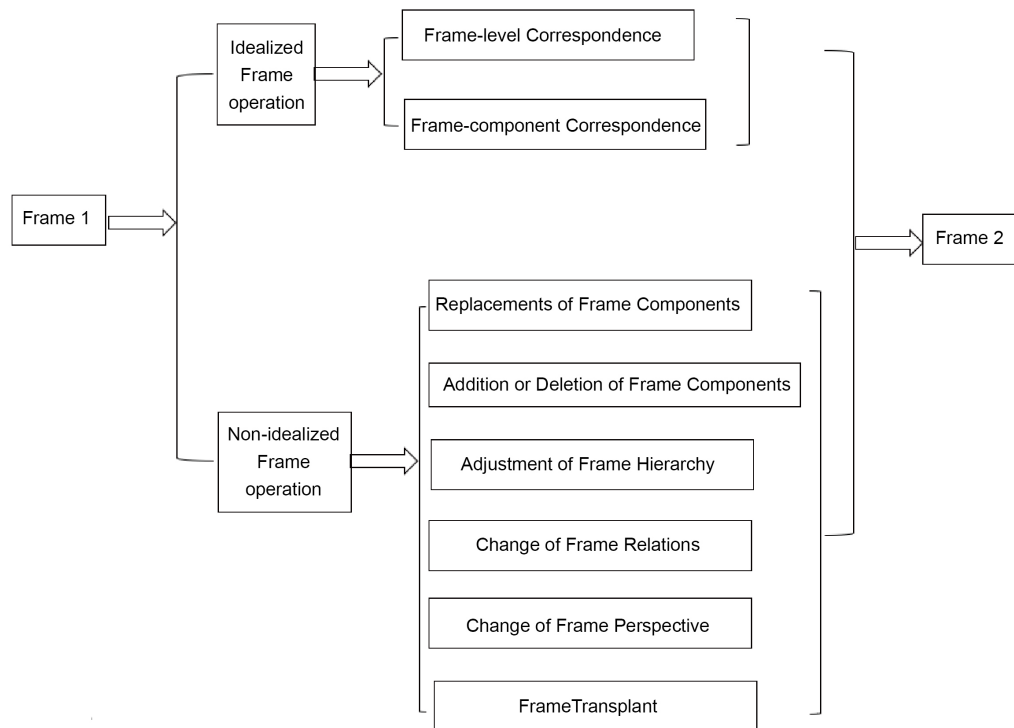 Frame 1
Idealized
Frame
operation
Frame-level Correspondence
Frame-component Correspondence
Non-idealized
Frame
operation
Replacements of Frame Components
Addition or Deletion of Frame Components
Adjustment of Frame Hierarchy
Change of Frame Relations
Change of Frame Perspective
FrameTransplant
Frame 2